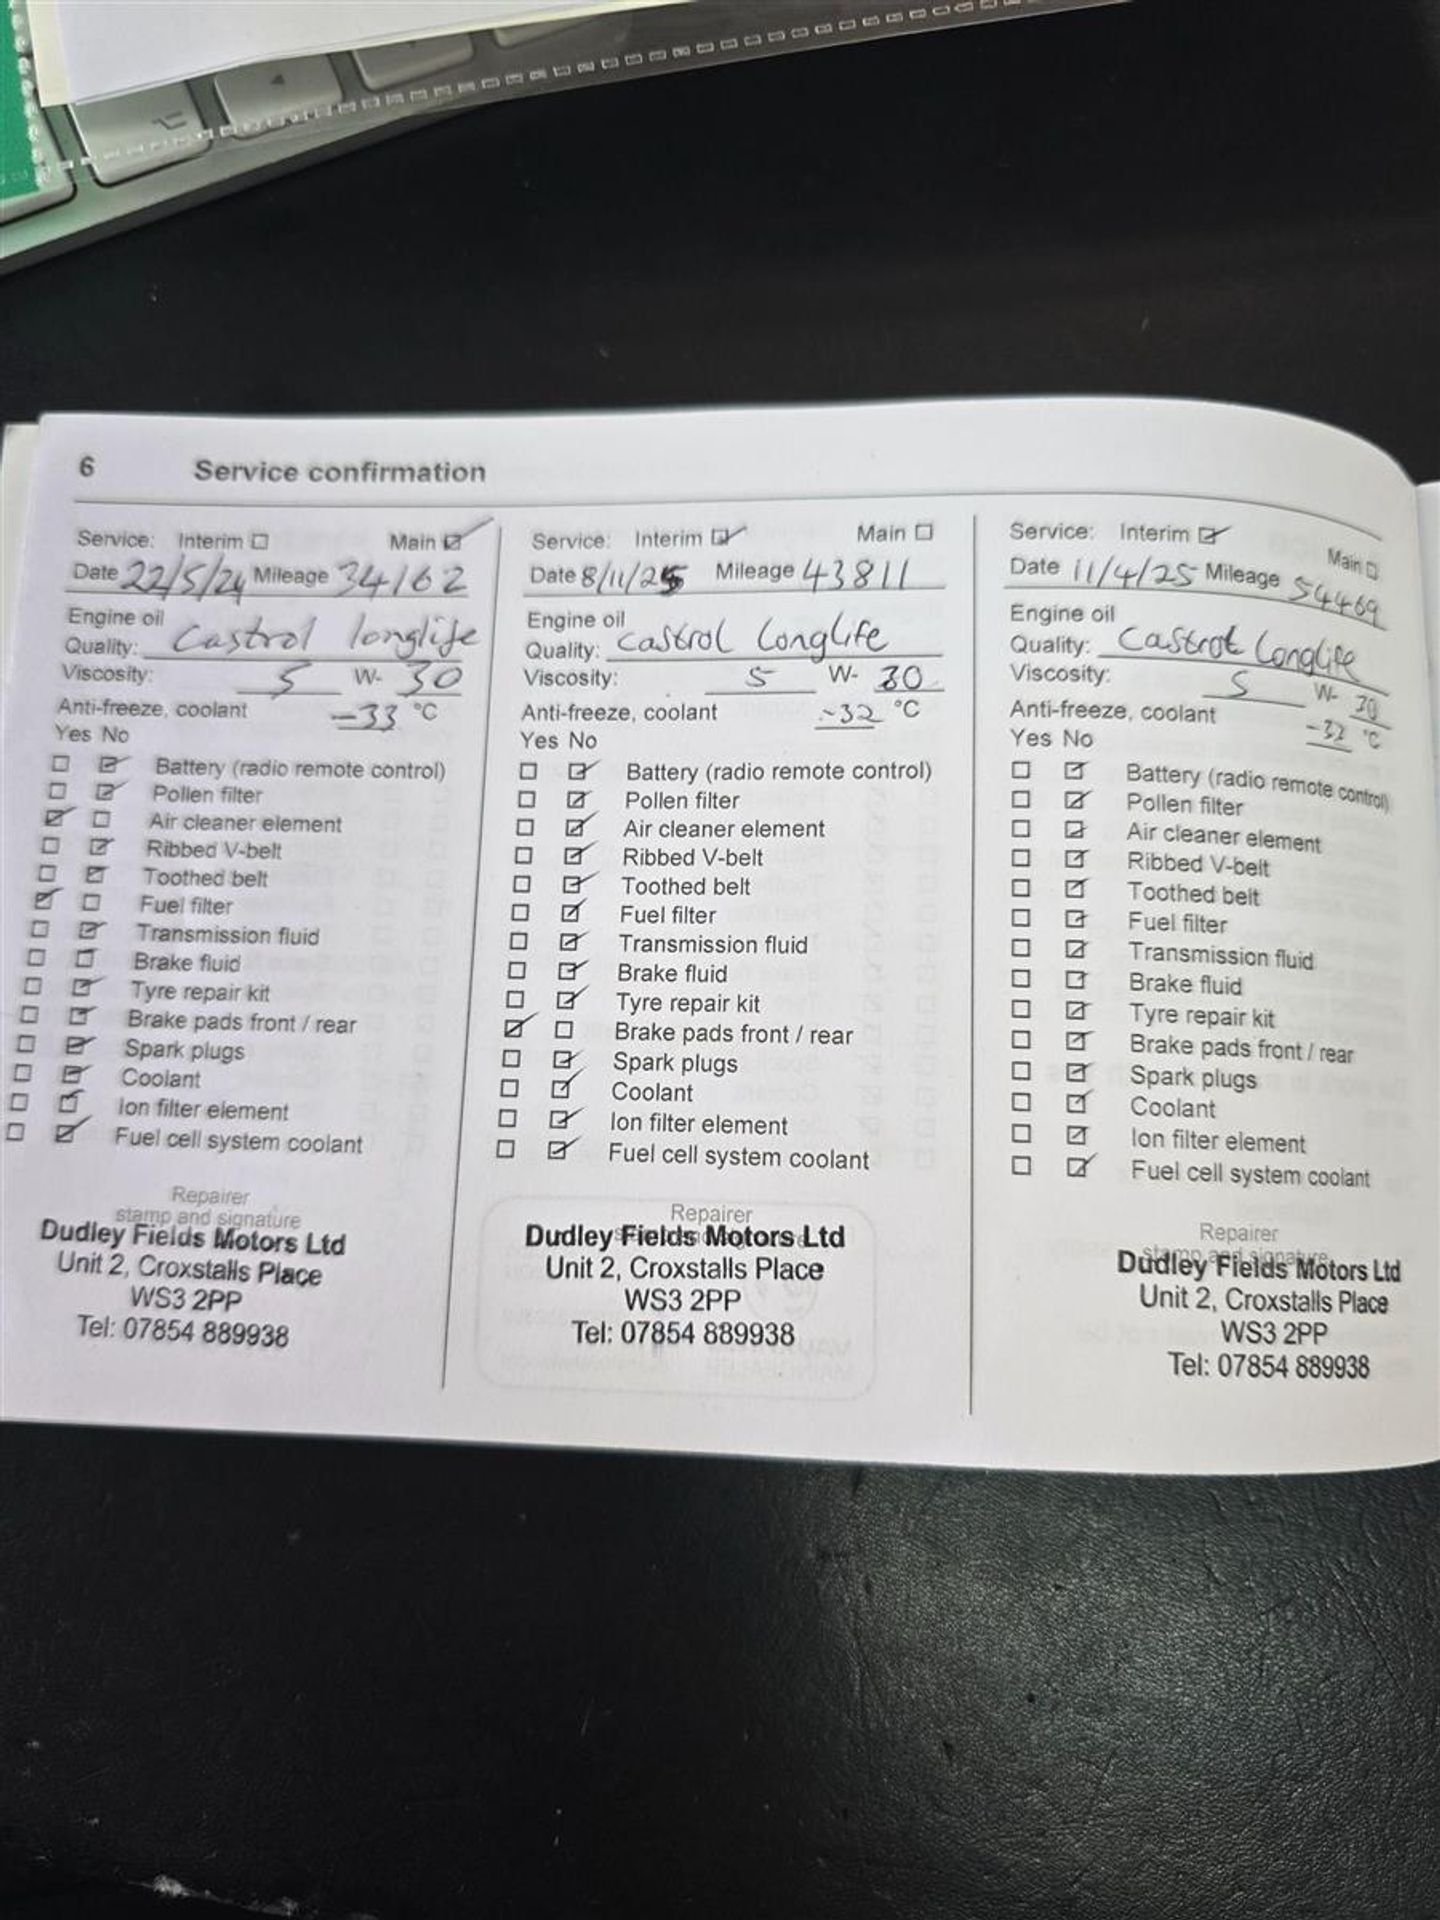 6 Service confirmation
Service: Interim Main
Date 22/5/24 Mileage 34162
Engine oil
Quality: Castrol longlife
Viscosity: 5 W- 30
Anti-freeze, coolant -33 °C
Yes No
Battery (radio remote control)
Pollen filter
Air cleaner element
Ribbed V-belt
Toothed belt
Fuel filter
Transmission fluid
Brake fluid
Tyre repair kit
Brake pads front / rear
Spark plugs
Coolant
Ion filter element
Fuel cell system coolant
Repairer
stamp and signature
Dudley Fields Motors Ltd
Unit 2, Croxstalls Place
WS3 2PP
Tel: 07854 889938
Service: Interim Main
Date 8/11/2 Mileage 43811
Engine oil
Quality: Castrol Longlife
Viscosity: 5 W- 30
Anti-freeze, coolant -32 °C
Yes No
Battery (radio remote control)
Pollen filter
Air cleaner element
Ribbed V-belt
Toothed belt
Fuel filter
Transmission fluid
Brake fluid
Tyre repair kit
Brake pads front / rear
Spark plugs
Coolant
Ion filter element
Fuel cell system coolant
Repairer
Dudley Fields Motors Ltd
Unit 2, Croxstalls Place
WS3 2PP
Tel: 07854 889938
Service: Interim Main
Date 11/4/25 Mileage 54469
Engine oil
Quality: Castrol Longlife
Viscosity: 5 W- 30
Anti-freeze, coolant -32 °C
Yes No
Battery (radio remote control)
Pollen filter
Air cleaner element
Ribbed V-belt
Toothed belt
Fuel filter
Transmission fluid
Brake fluid
Tyre repair kit
Brake pads front / rear
Spark plugs
Coolant
Ion filter element
Fuel cell system coolant
Repairer
stamp and signature
Dudley Fields Motors Ltd
Unit 2, Croxstalls Place
WS3 2PP
Tel: 07854 889938